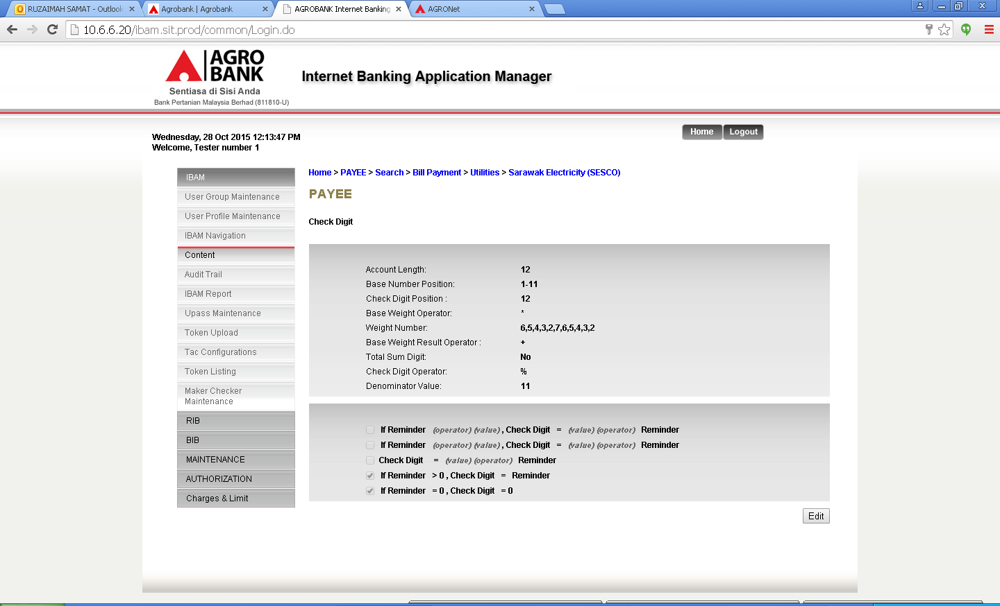 RUZAIMAH SAMAT - Outlook
Agrobank | Agrobank
AGROBANK Internet Banking
AGRONet
10.6.6.20/ibam.sit.prod/common/Login.do
AGRO
BANK
Sentiasa di Sisi Anda
Bank Pertanian Malaysia Berhad (811810-U)
Internet Banking Application Manager
Wednesday, 28 Oct 2015 12:13:47 PM
Welcome, Tester number 1
Home
Logout
IBAM
User Group Maintenance
User Profile Maintenance
IBAM Navigation
Content
Audit Trail
IBAM Report
Upass Maintenance
Token Upload
Tac Configurations
Token Listing
Maker Checker
Maintenance
RIB
BIB
MAINTENANCE
AUTHORIZATION
Charges & Limit
Home > PAYEE > Search > Bill Payment > Utilities > Sarawak Electricity (SESCO)
PAYEE
Check Digit
Account Length: 12
Base Number Position: 1-11
Check Digit Position : 12
Base Weight Operator: *
Weight Number: 6,5,4,3,2,7,6,5,4,3,2
Base Weight Result Operator : +
Total Sum Digit: No
Check Digit Operator: %
Denominator Value: 11
If Reminder (operator) (value) , Check Digit = (value) (operator) Reminder
If Reminder (operator) (value) , Check Digit = (value) (operator) Reminder
Check Digit = (value) (operator) Reminder
If Reminder > 0 , Check Digit = Reminder
If Reminder = 0 , Check Digit = 0
Edit